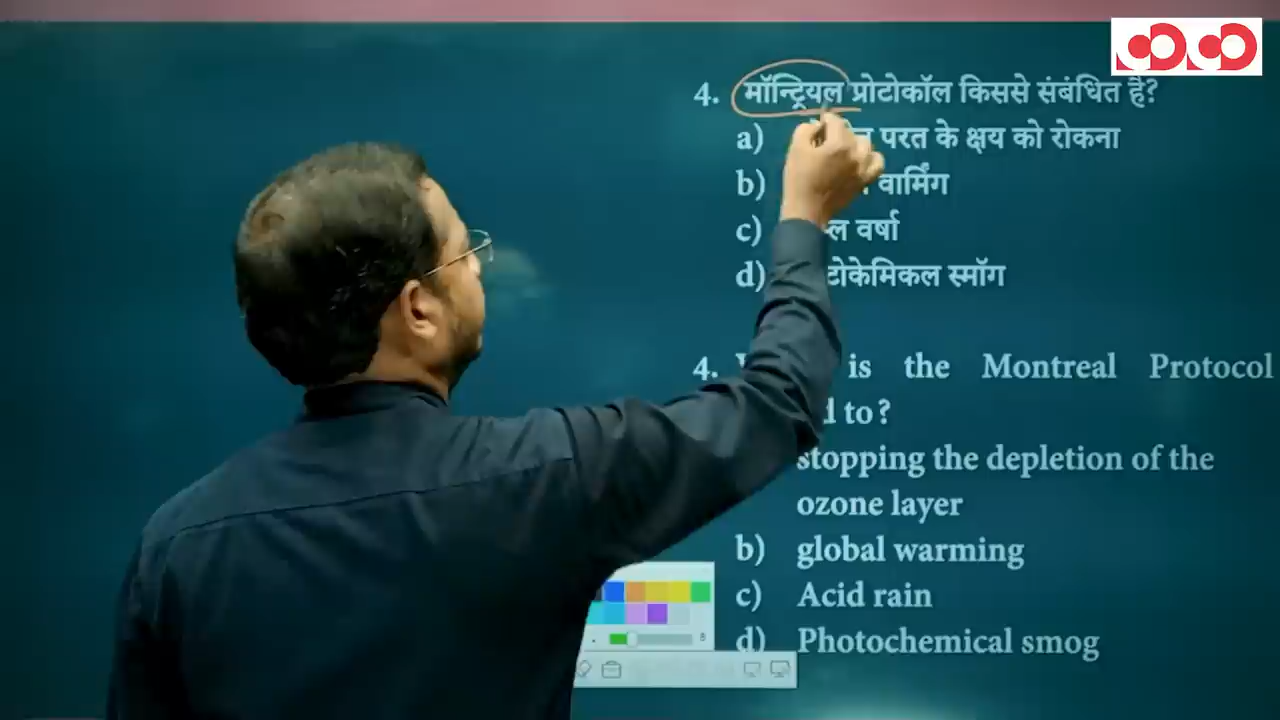 4. मॉन्ट्रियल प्रोटोकॉल किससे संबंधित है?
a) परत के क्षय को रोकना
b) वार्मिंग
c) वर्षा
d) स्मॉग
4. is the Montreal Protocol
to?
stopping the depletion of the
ozone layer
b) global warming
c) Acid rain
d) Photochemical smog
8